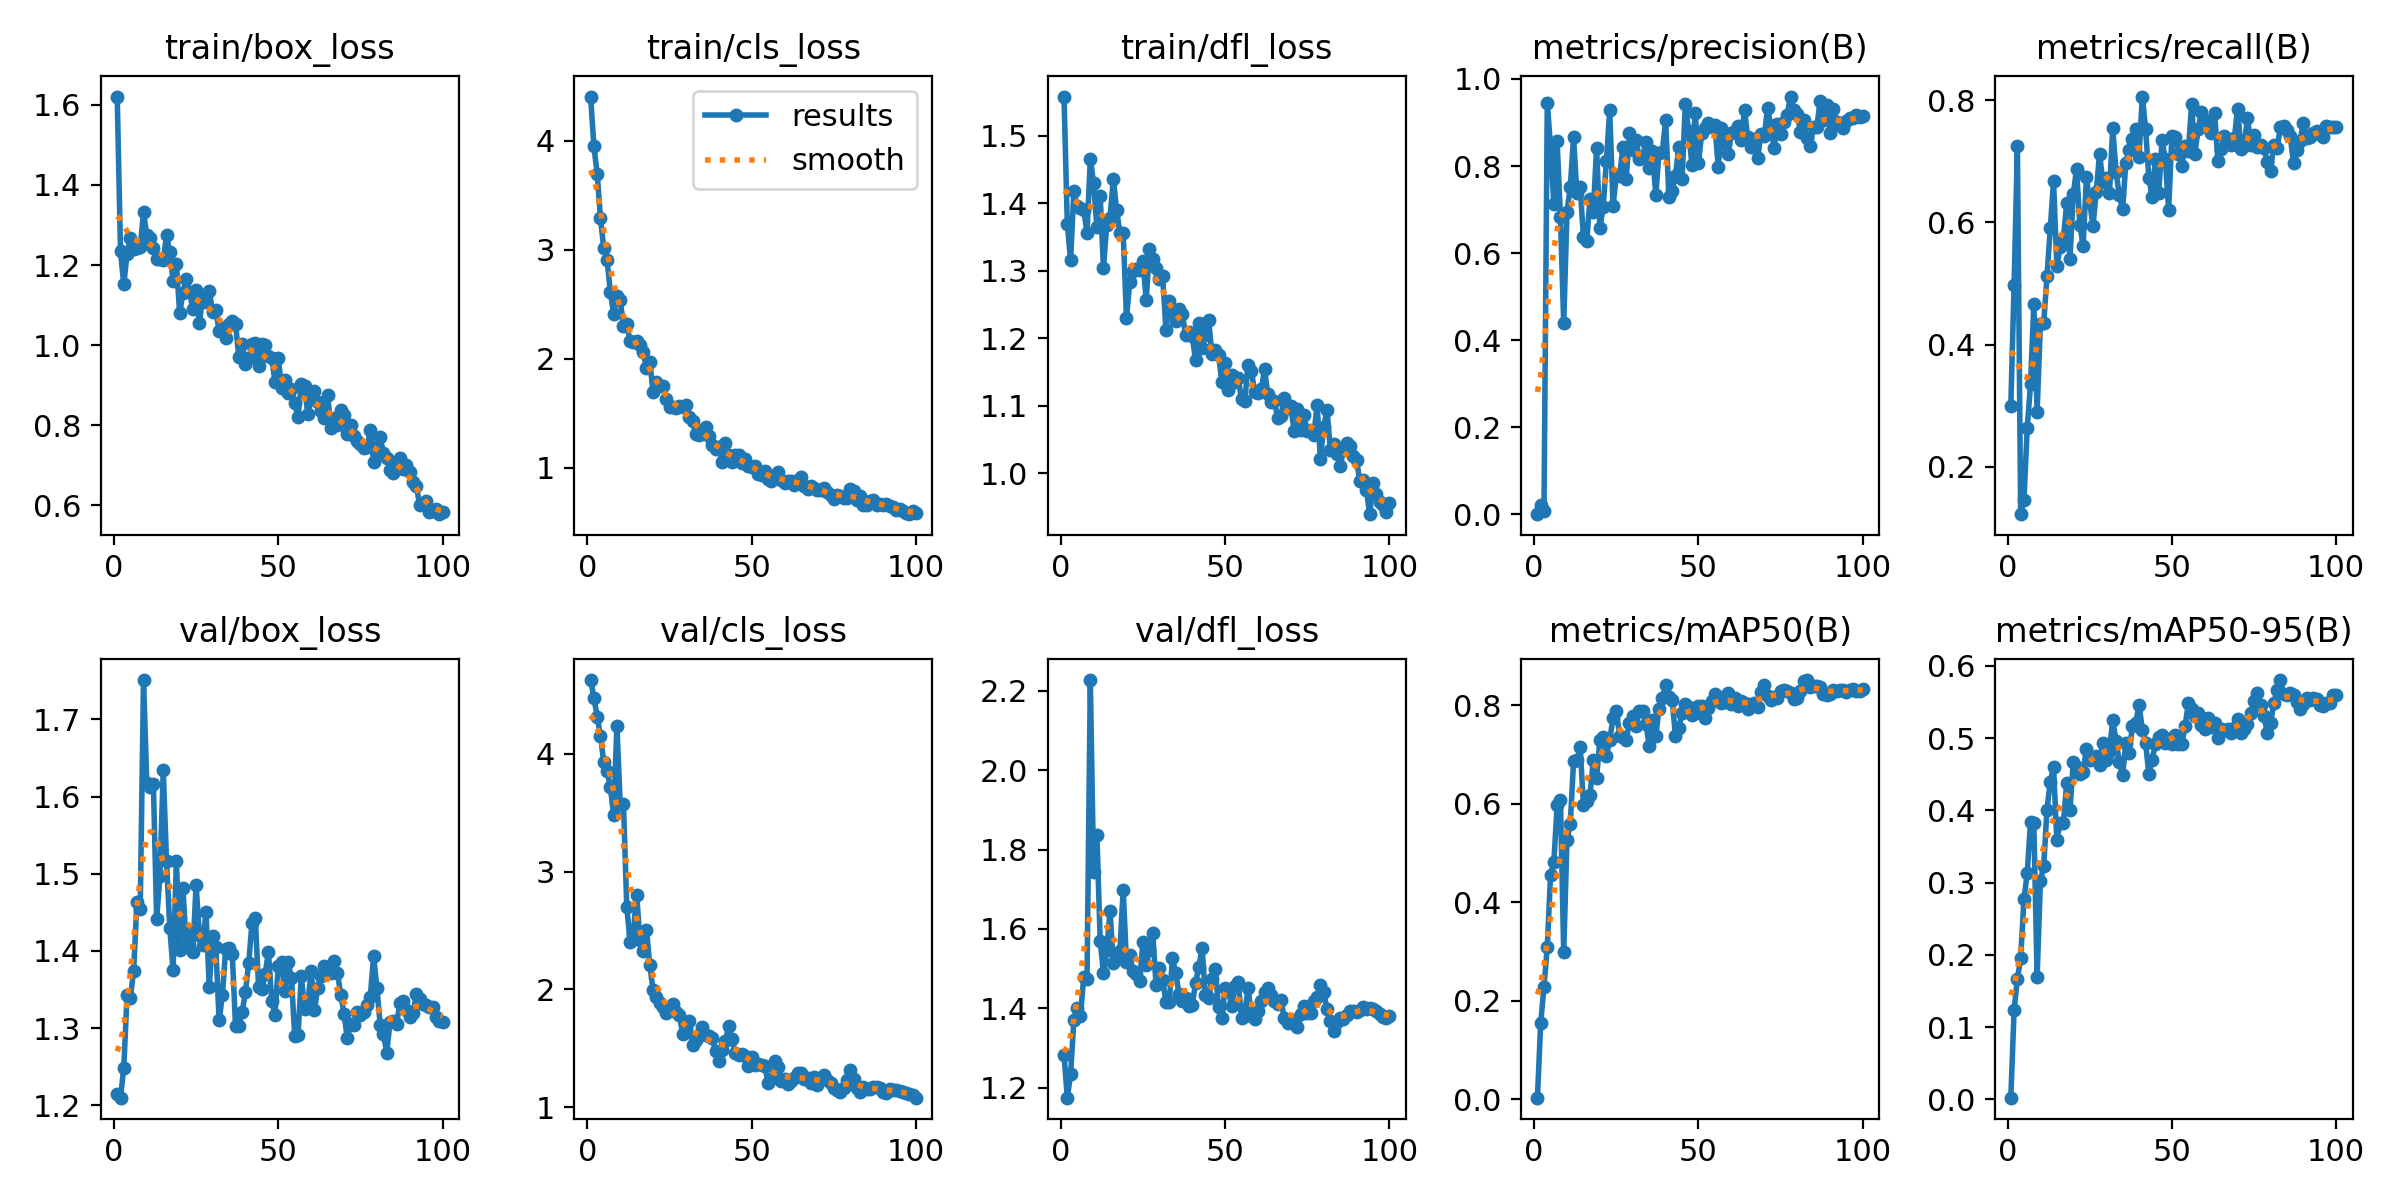 train/box_loss
1.6
1.4
1.2
1.0
0.8
0.6
0 50 100
train/cls_loss
results
smooth
4
3
2
1
0 50 100
train/dfl_loss
1.5
1.4
1.3
1.2
1.1
1.0
0 50 100
metrics/precision(B)
1.0
0.8
0.6
0.4
0.2
0.0
0 50 100
metrics/recall(B)
0.8
0.6
0.4
0.2
0 50 100
val/box_loss
1.7
1.6
1.5
1.4
1.3
1.2
0 50 100
val/cls_loss
4
3
2
1
0 50 100
val/dfl_loss
2.2
2.0
1.8
1.6
1.4
1.2
0 50 100
metrics/mAP50(B)
0.8
0.6
0.4
0.2
0.0
0 50 100
metrics/mAP50-95(B)
0.6
0.5
0.4
0.3
0.2
0.1
0.0
0 50 100